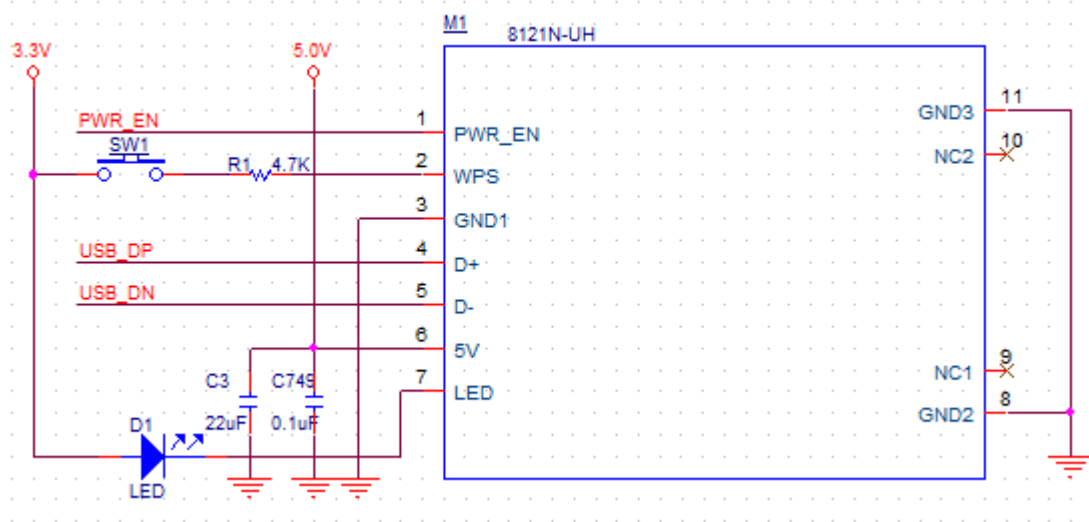 M1
8121N-UH
3.3V
5.0V
PWR_EN
1
PWR_EN
SW1
R1 4.7K
2
WPS
3
GND1
USB_DP
4
D+
USB_DN
5
D-
6
5V
7
LED
C3
22uF
C749
0.1uF
D1
LED
GND3
11
NC2
10
NC1
9
GND2
8